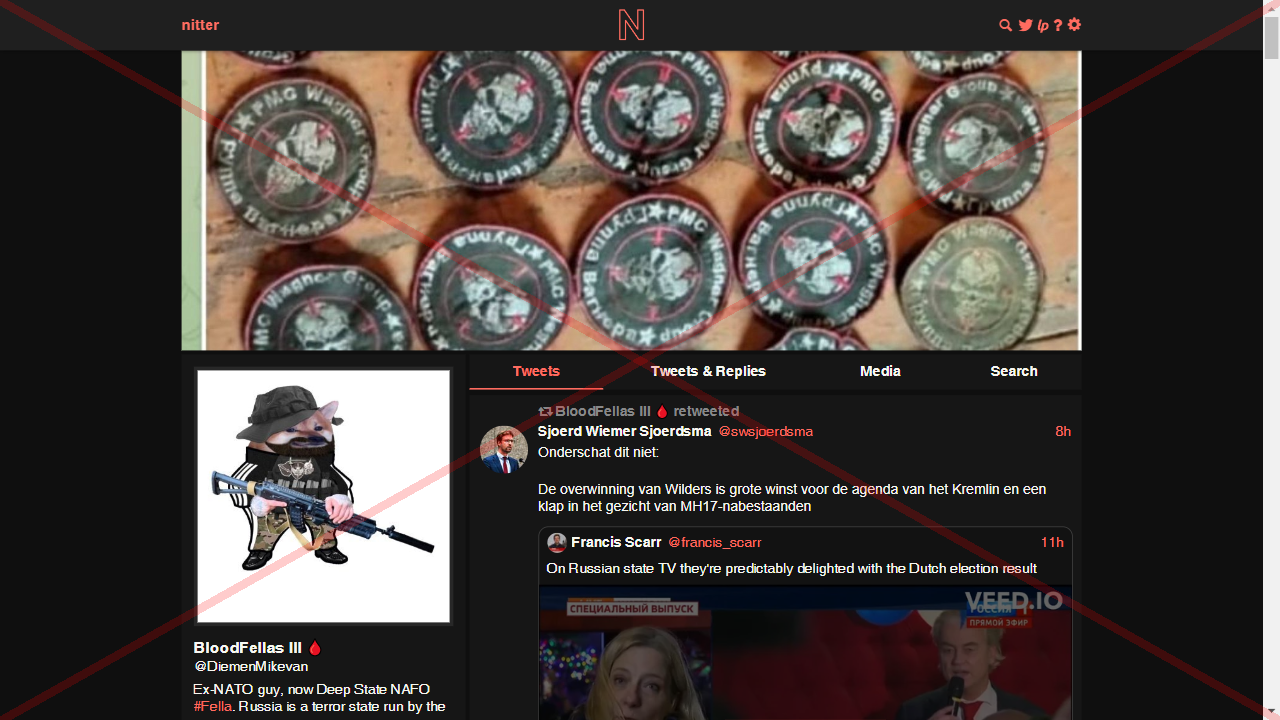 nitter
N
lp ?
PMC Wagner Group
Группа Вагнера
Tweets
Tweets & Replies
Media
Search
BloodFellas III 🩸 retweeted
Sjoerd Wiemer Sjoerdsma @swsjoerdsma 8h
Onderschat dit niet:
De overwinning van Wilders is grote winst voor de agenda van het Kremlin en een
klap in het gezicht van MH17-nabestaanden
Francis Scarr @francis_scarr 11h
On Russian state TV they're predictably delighted with the Dutch election result
СПЕЦИАЛЬНЫЙ ВЫПУСК
VEED.IO
РОССИЯ
ПРЯМОЙ ЭФИР
BloodFellas III 🩸
@DiemenMikevan
Ex-NATO guy, now Deep State NAFO
#Fella. Russia is a terror state run by the